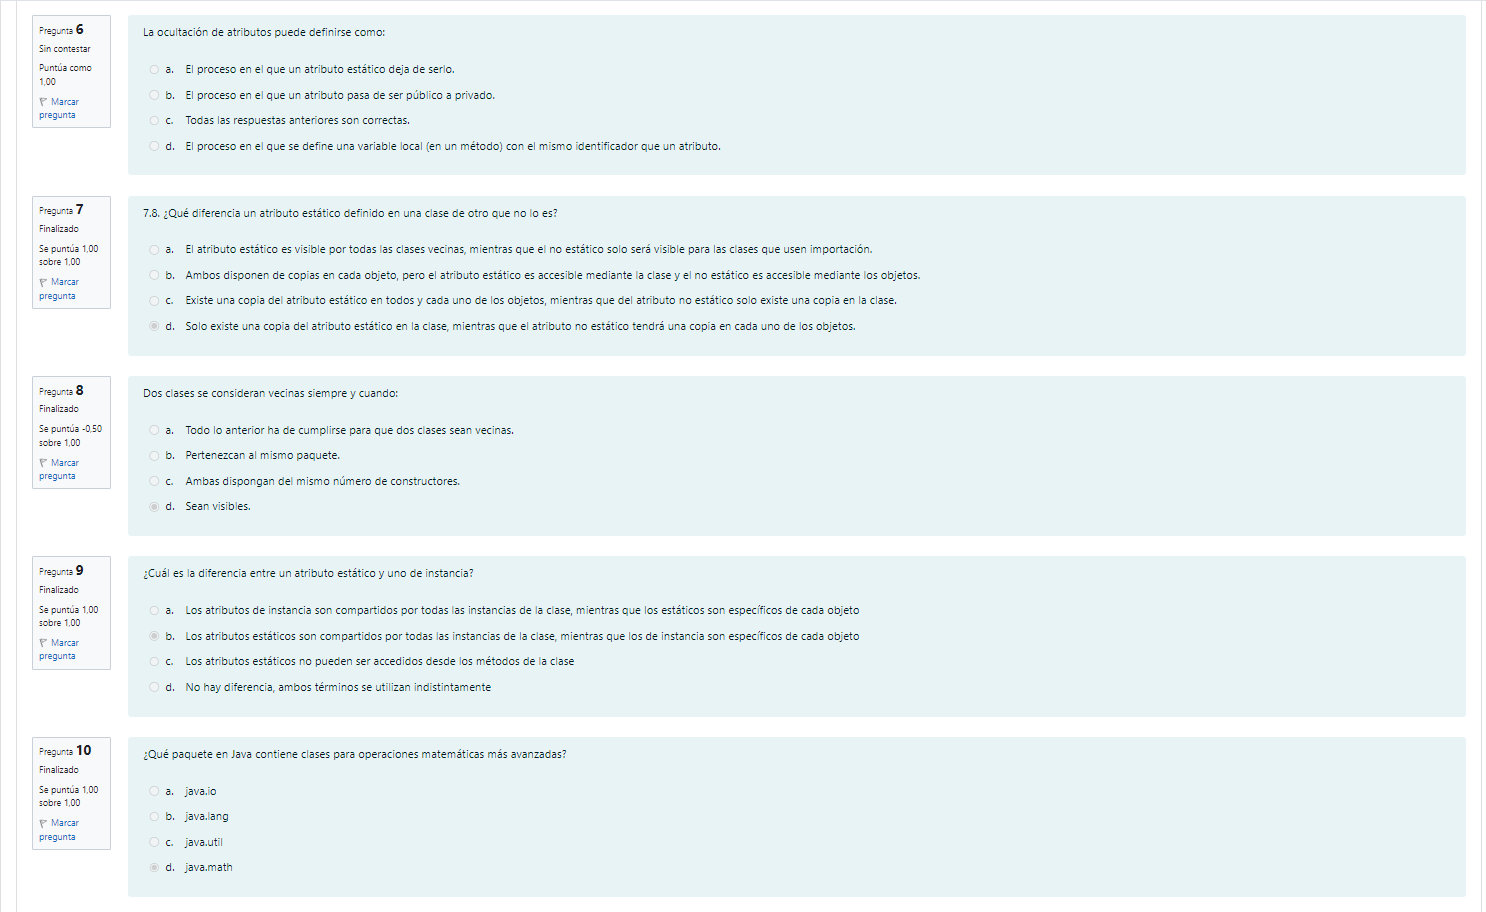 Pregunta 6
Sin contestar
Puntúa como
1,00
Marcar
pregunta
La ocultación de atributos puede definirse como:
a. El proceso en el que un atributo estático deja de serlo.
b. El proceso en el que un atributo pasa de ser público a privado.
c. Todas las respuestas anteriores son correctas.
d. El proceso en el que se define una variable local (en un método) con el mismo identificador que un atributo.
Pregunta 7
Finalizado
Se puntúa 1,00
sobre 1,00
Marcar
pregunta
7.8. ¿Qué diferencia un atributo estático definido en una clase de otro que no lo es?
a. El atributo estático es visible por todas las clases vecinas, mientras que el no estático solo será visible para las clases que usen importación.
b. Ambos disponen de copias en cada objeto, pero el atributo estático es accesible mediante la clase y el no estático es accesible mediante los objetos.
c. Existe una copia del atributo estático en todos y cada uno de los objetos, mientras que del atributo no estático solo existe una copia en la clase.
d. Solo existe una copia del atributo estático en la clase, mientras que el atributo no estático tendrá una copia en cada uno de los objetos.
Pregunta 8
Finalizado
Se puntúa -0,50
sobre 1,00
Marcar
pregunta
Dos clases se consideran vecinas siempre y cuando:
a. Todo lo anterior ha de cumplirse para que dos clases sean vecinas.
b. Pertenezcan al mismo paquete.
c. Ambas dispongan del mismo número de constructores.
d. Sean visibles.
Pregunta 9
Finalizado
Se puntúa 1,00
sobre 1,00
Marcar
pregunta
¿Cuál es la diferencia entre un atributo estático y uno de instancia?
a. Los atributos de instancia son compartidos por todas las instancias de la clase, mientras que los estáticos son específicos de cada objeto
b. Los atributos estáticos son compartidos por todas las instancias de la clase, mientras que los de instancia son específicos de cada objeto
c. Los atributos estáticos no pueden ser accedidos desde los métodos de la clase
d. No hay diferencia, ambos términos se utilizan indistintamente
Pregunta 10
Finalizado
Se puntúa 1,00
sobre 1,00
Marcar
pregunta
¿Qué paquete en Java contiene clases para operaciones matemáticas más avanzadas?
a. java.io
b. java.lang
c. java.util
d. java.math